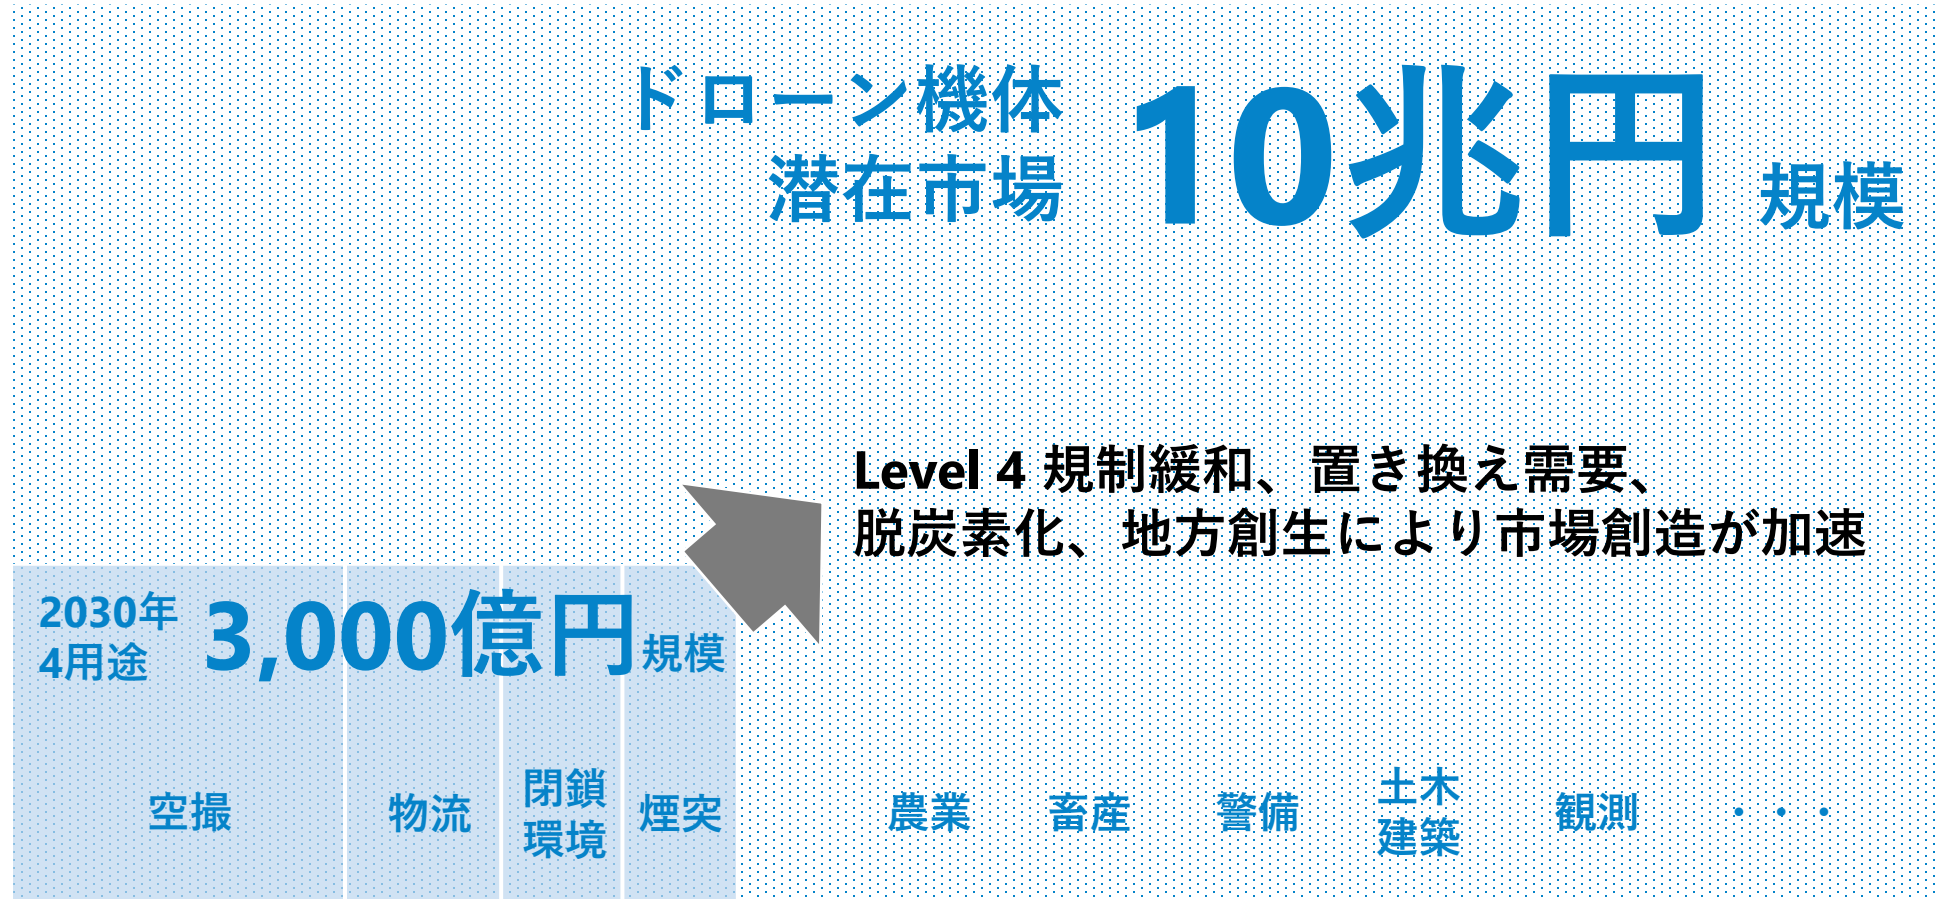 ドローン機体
潜在市場
10兆円 規模
Level 4 規制緩和、置き換え需要、
脱炭素化、地方創生により市場創造が加速
2030年
4用途
3,000億円 規模
空撮
物流
閉鎖
環境
煙突
農業
畜産
警備
土木
建築
観測
・・・